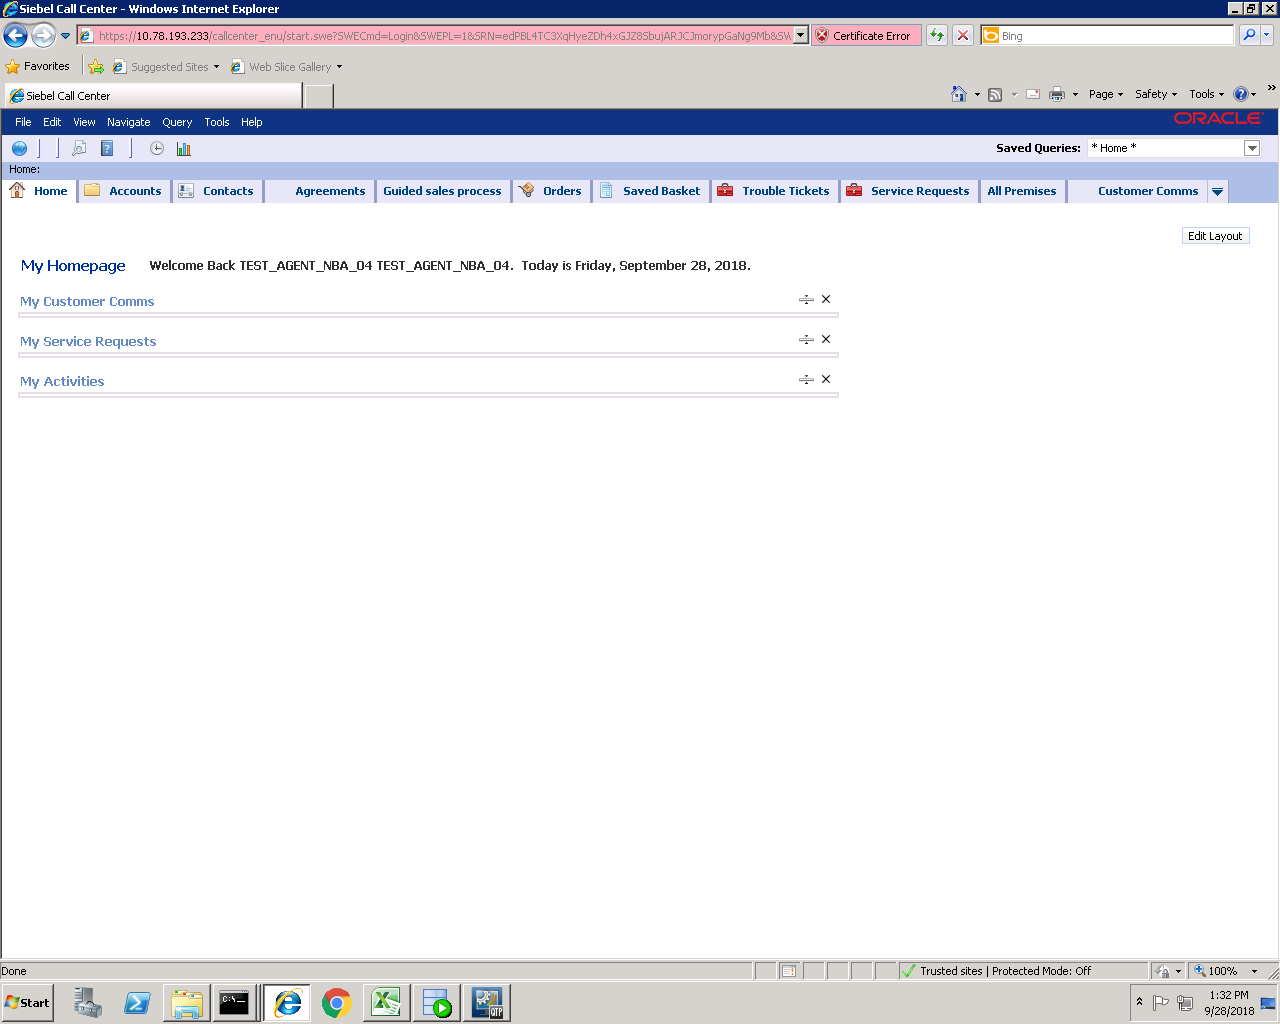 Siebel Call Center - Windows Internet Explorer
https://10.78.193.233/callcenter_enu/start.swe?SWECmd=Login&SWEPL=1&SRN=edPBL4TC3XqHyeZDh4xGJZ8SbujARJCJmorypGaNg9Mb&SW Certificate Error Bing
Favorites Suggested Sites Web Slice Gallery
Siebel Call Center Page Safety Tools »
File Edit View Navigate Query Tools Help ORACLE
Saved Queries: * Home *
Home:
Home Accounts Contacts Agreements Guided sales process Orders Saved Basket Trouble Tickets Service Requests All Premises Customer Comms
Edit Layout
My Homepage Welcome Back TEST_AGENT_NBA_04 TEST_AGENT_NBA_04. Today is Friday, September 28, 2018.
My Customer Comms
My Service Requests
My Activities
Done Trusted sites | Protected Mode: Off 100%
Start C:\. QTP 1:32 PM
9/28/2018